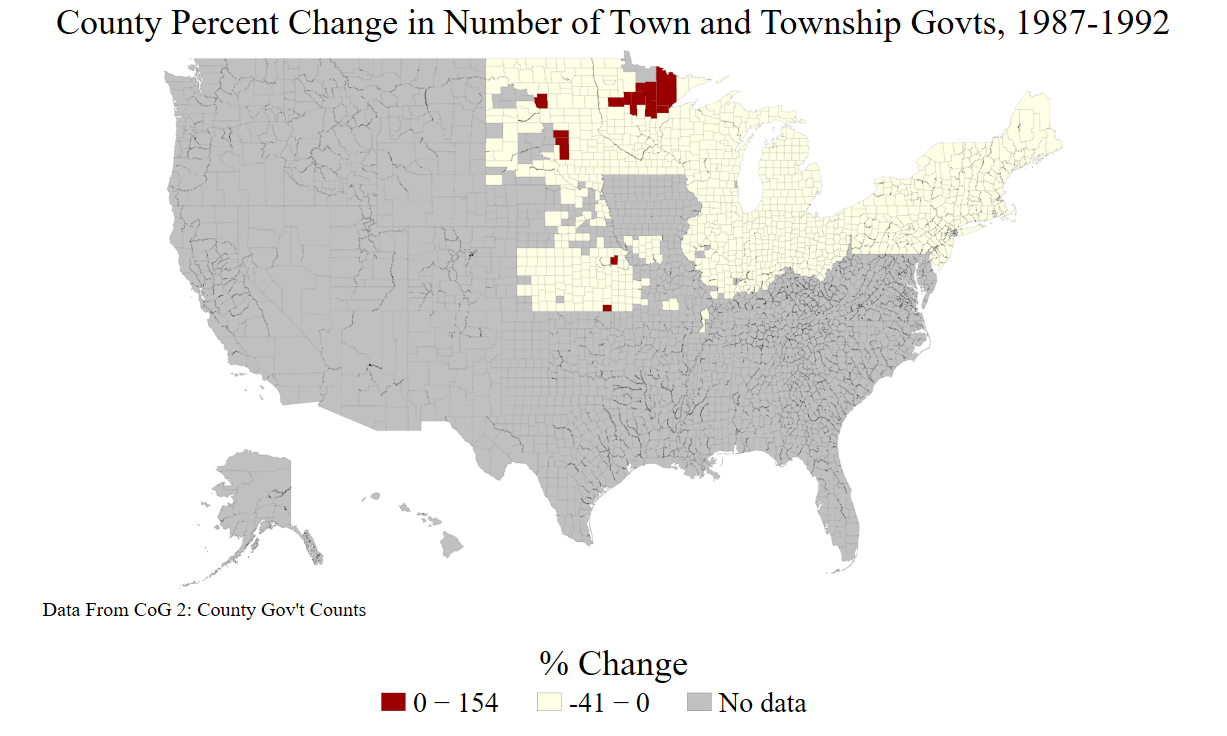 County Percent Change in Number of Town and Township Govts, 1987-1992
Data From CoG 2: County Gov't Counts
% Change
0 − 154 -41 − 0 No data